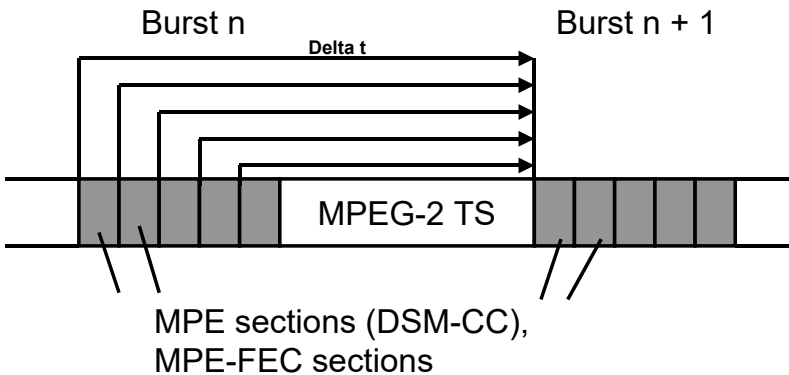 Burst n
Burst n + 1
Delta t
MPEG-2 TS
MPE sections (DSM-CC),
MPE-FEC sections